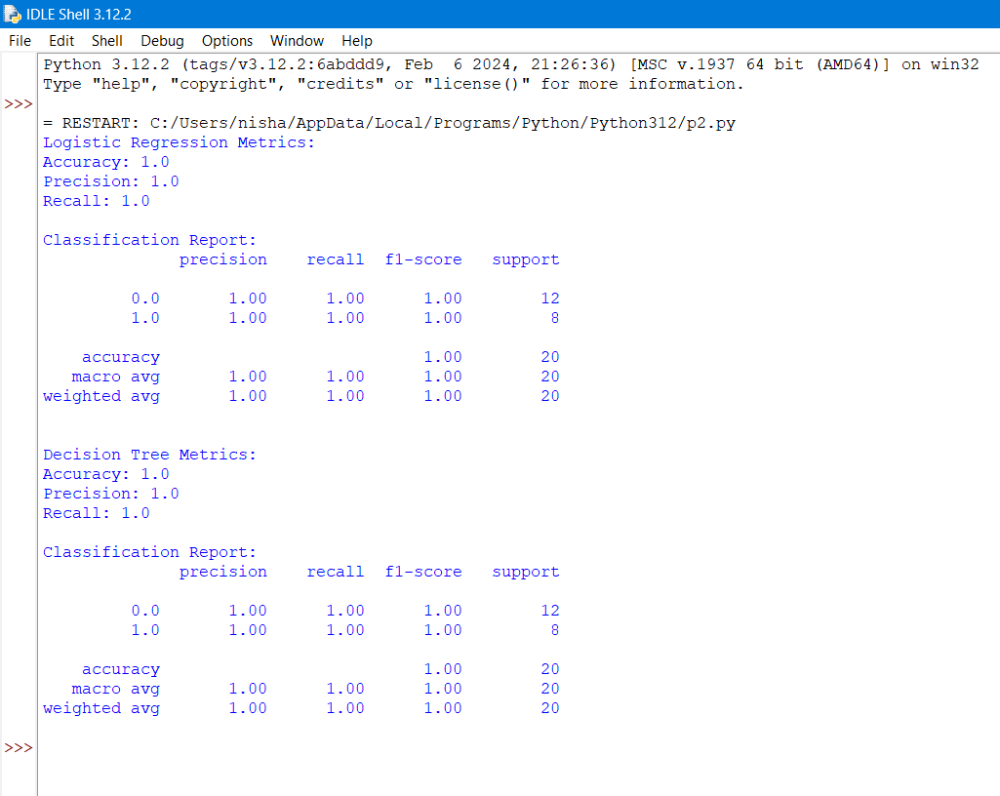 IDLE Shell 3.12.2
File Edit Shell Debug Options Window Help
Python 3.12.2 (tags/v3.12.2:6abddd9, Feb  6 2024, 21:26:36) [MSC v.1937 64 bit (AMD64)] on win32
Type "help", "copyright", "credits" or "license()" for more information.
>>>
= RESTART: C:/Users/nisha/AppData/Local/Programs/Python/Python312/p2.py
Logistic Regression Metrics:
Accuracy: 1.0
Precision: 1.0
Recall: 1.0
Classification Report:
              precision    recall  f1-score   support
         0.0       1.00      1.00      1.00        12
         1.0       1.00      1.00      1.00         8
    accuracy                           1.00        20
   macro avg       1.00      1.00      1.00        20
weighted avg       1.00      1.00      1.00        20
Decision Tree Metrics:
Accuracy: 1.0
Precision: 1.0
Recall: 1.0
Classification Report:
              precision    recall  f1-score   support
         0.0       1.00      1.00      1.00        12
         1.0       1.00      1.00      1.00         8
    accuracy                           1.00        20
   macro avg       1.00      1.00      1.00        20
weighted avg       1.00      1.00      1.00        20
>>>